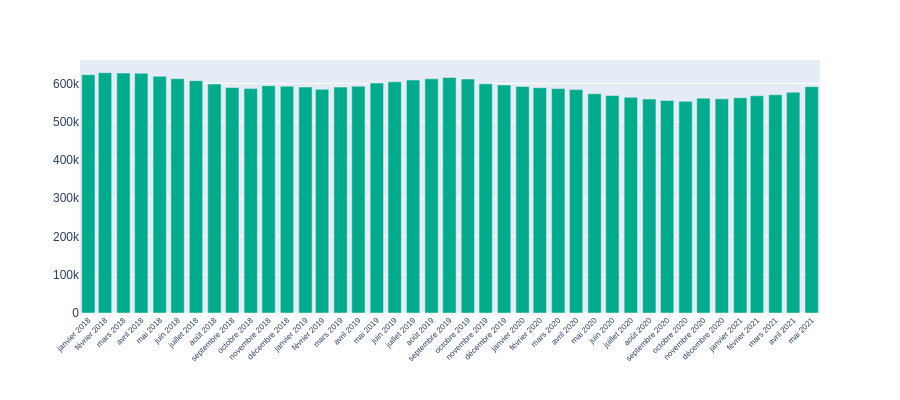 600k
500k
400k
300k
200k
100k
0
janvier 2018
février 2018
mars 2018
avril 2018
mai 2018
juin 2018
juillet 2018
août 2018
septembre 2018
octobre 2018
novembre 2018
décembre 2018
janvier 2019
février 2019
mars 2019
avril 2019
mai 2019
juin 2019
juillet 2019
août 2019
septembre 2019
octobre 2019
novembre 2019
décembre 2019
janvier 2020
février 2020
mars 2020
avril 2020
mai 2020
juin 2020
juillet 2020
août 2020
septembre 2020
octobre 2020
novembre 2020
décembre 2020
janvier 2021
février 2021
mars 2021
avril 2021
mai 2021